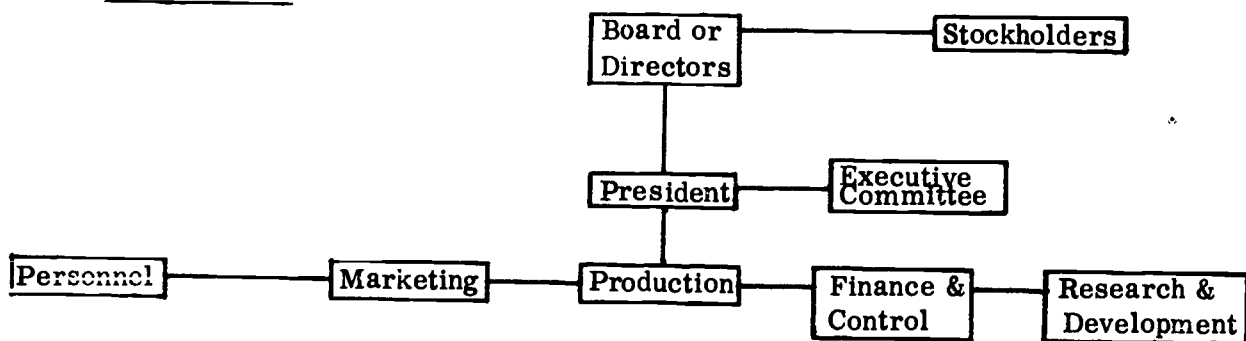 Board or
Directors
Stockholders
President
Executive
Committee
Personnel
Marketing
Production
Finance &
Control
Research &
Development